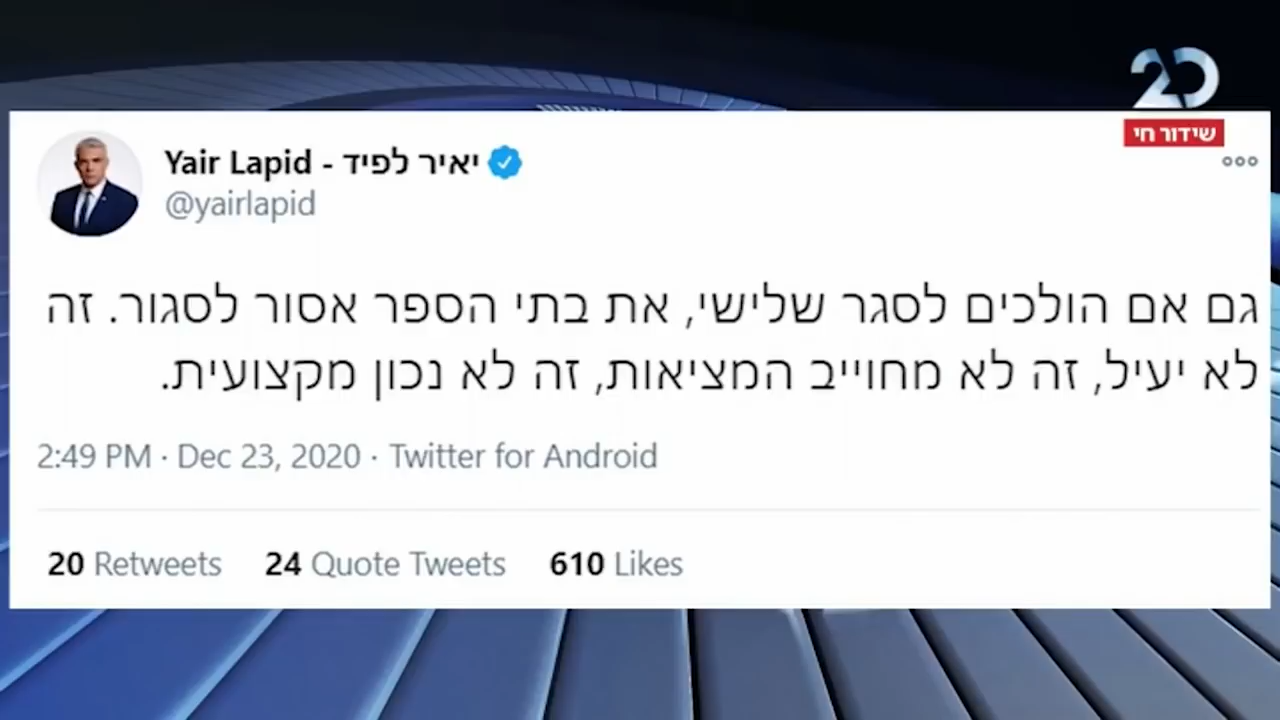 20
שידור חי
Yair Lapid - יאיר לפיד
@yairlapid
גם אם הולכים לסגר שלישי, את בתי הספר אסור לסגור. זה
לא יעיל, זה לא מחוייב המציאות, זה לא נכון מקצועית.
2:49 PM · Dec 23, 2020 · Twitter for Android
20 Retweets 24 Quote Tweets 610 Likes